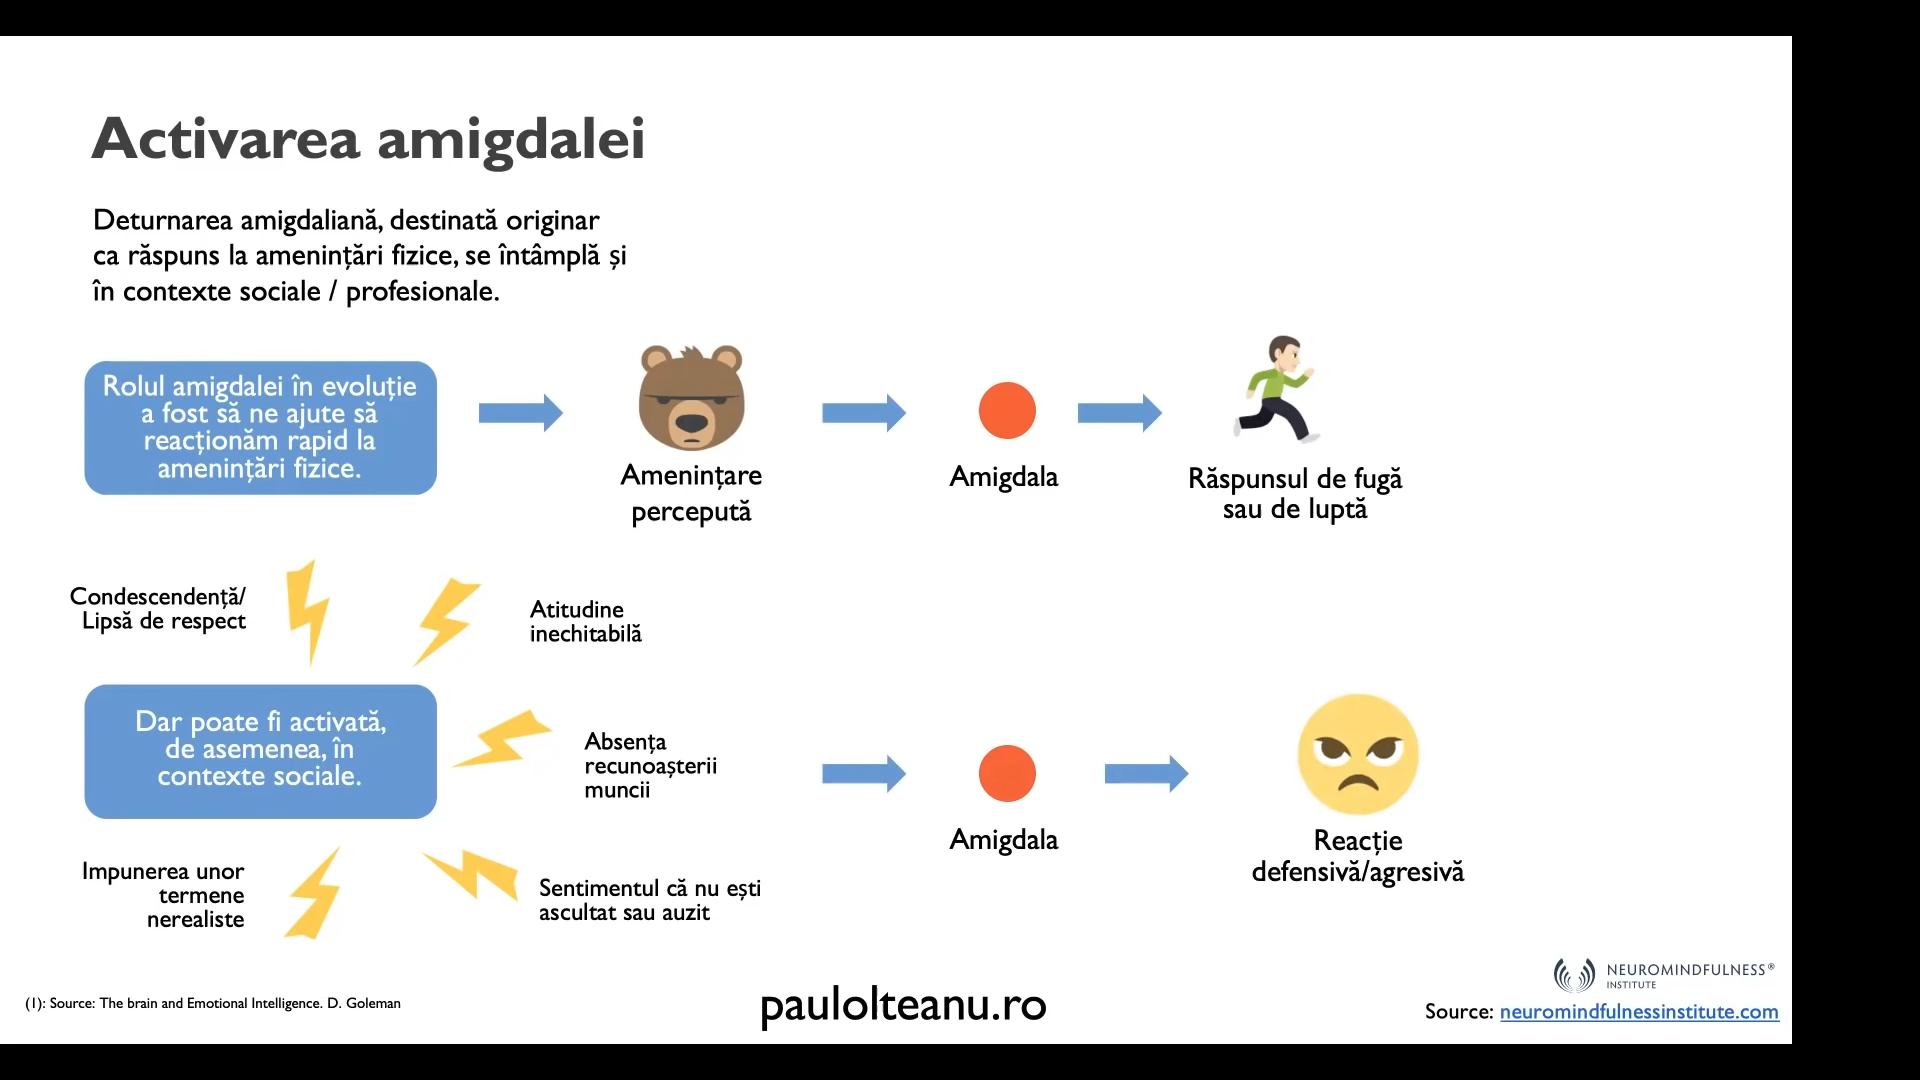 Activarea amigdalei
Deturnarea amigdaliană, destinată originar
ca răspuns la amenințări fizice, se întâmplă și
în contexte sociale / profesionale.
Rolul amigdalei în evoluție
a fost să ne ajute să
reacționăm rapid la
amenințări fizice.
Amenințare
percepută
Amigdala
Răspunsul de fugă
sau de luptă
Condescendență/
Lipsă de respect
Atitudine
inechitabilă
Dar poate fi activată,
de asemenea, în
contexte sociale.
Absența
recunoașterii
muncii
Amigdala
Reacție
defensivă/agresivă
Impunerea unor
termene
nerealiste
Sentimentul că nu ești
ascultat sau auzit
(1): Source: The brain and Emotional Intelligence. D. Goleman
paulolteanu.ro
NEUROMINDFULNESS®
INSTITUTE
Source: neuromindfulnessinstitute.com